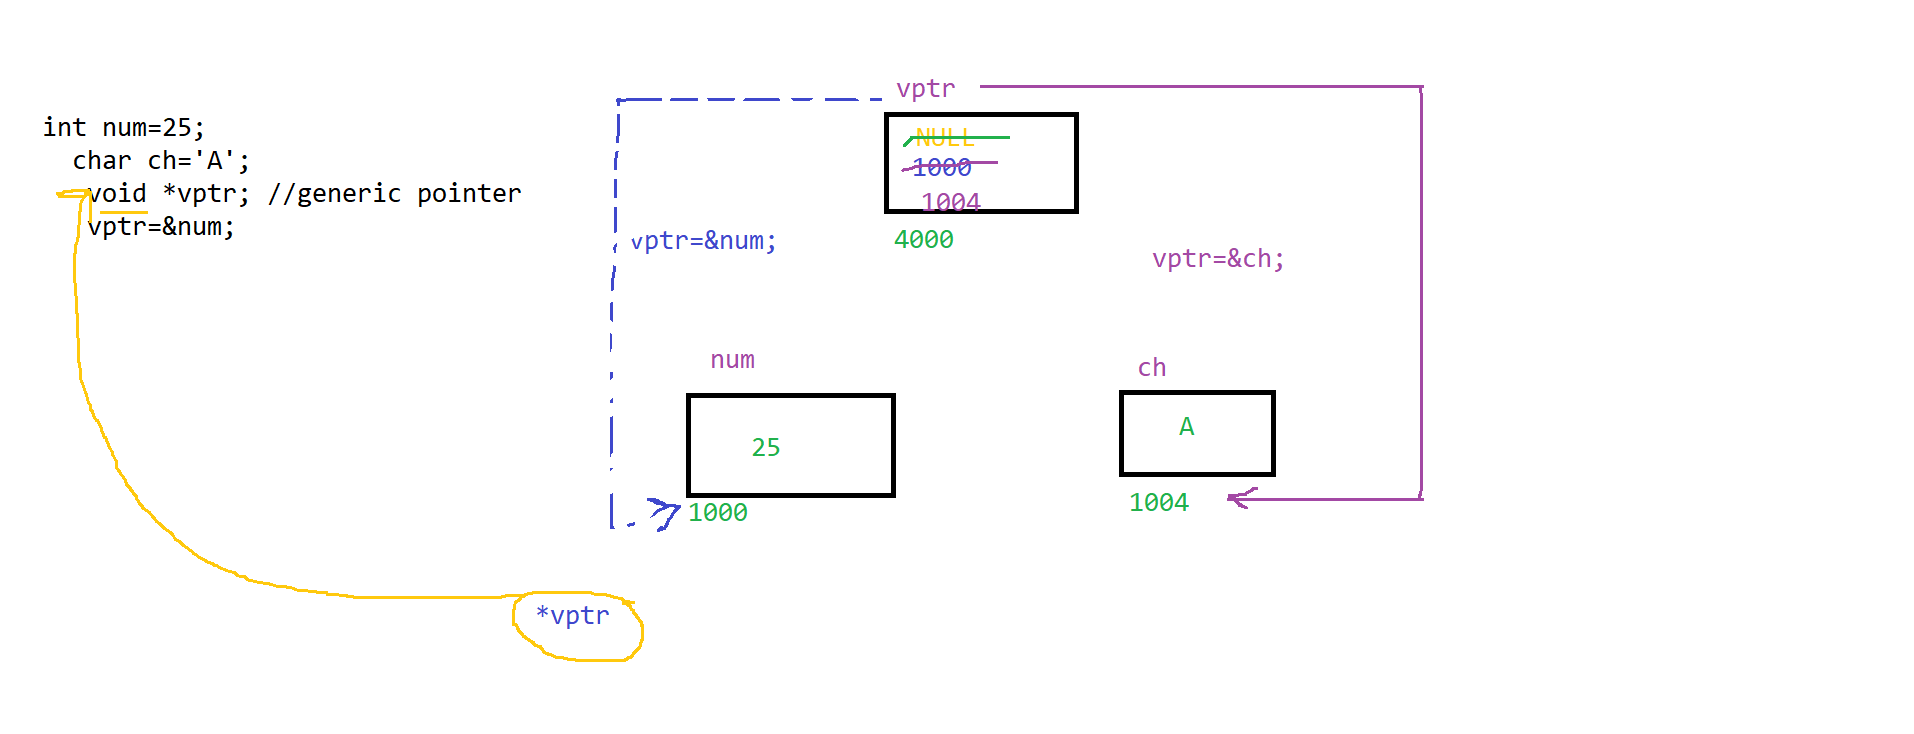 int num=25;
char ch='A';
void *vptr; //generic pointer
vptr=&num;
vptr
NULL
1000
1004
4000
vptr=&num;
vptr=&ch;
num
25
1000
ch
A
1004
*vptr